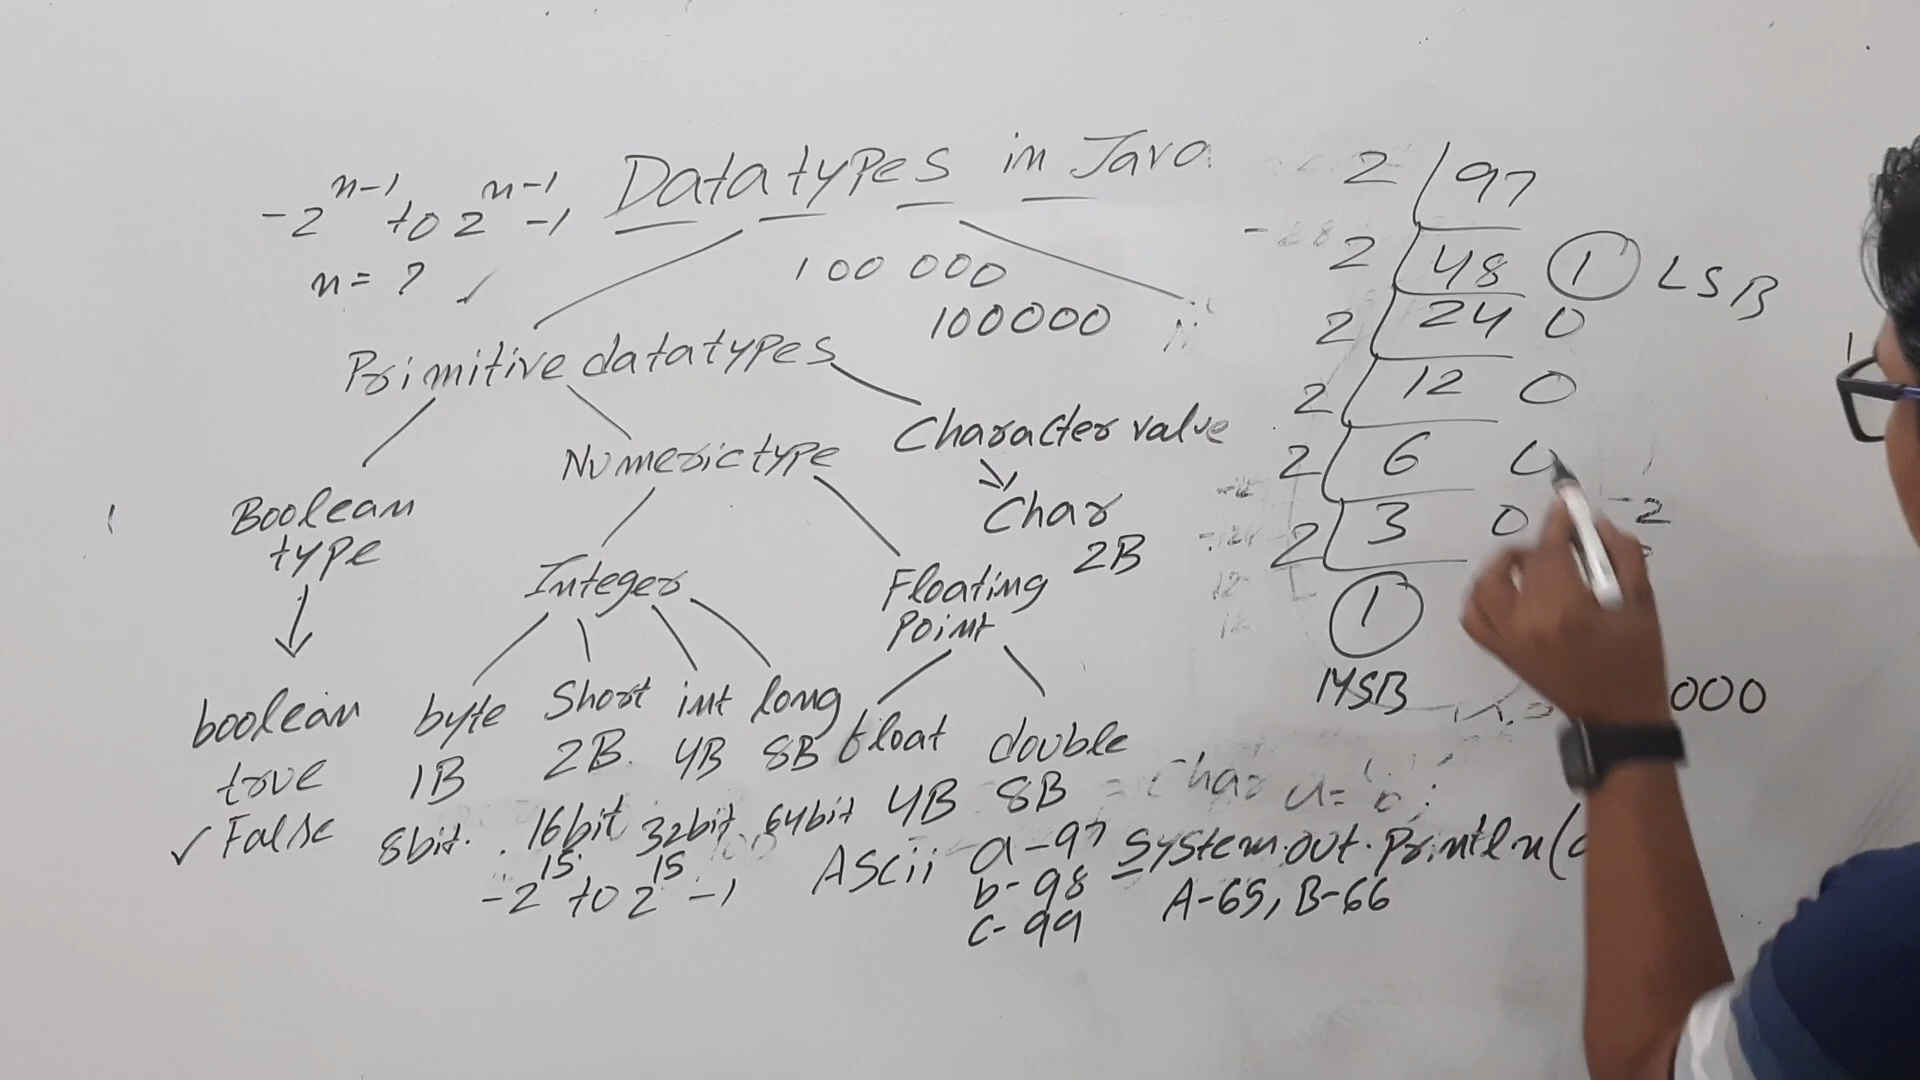 Datatypes in Java
-2^n-1 to 2^n-1 -1
n= ? ✓
100 000
100000
Primitive datatypes
Numeric type
Character value
Char
2B
Boolean
type
Integer
Floating
Point
boolean
true
✓ False
byte
1B
8bit.
Short
2B.
16bit
int
4B
32bit
long
8B
64bit
float
4B
double
8B
-2^15 to 2^15 -1
ASCii a-97
b-98
c-99
Char a= 'b';
System.out.Println(
A-65, B-66
2 97
2 48 1 LSB
2 24 0
2 12 0
2 6
2 3 0
1
MSB
-2
000